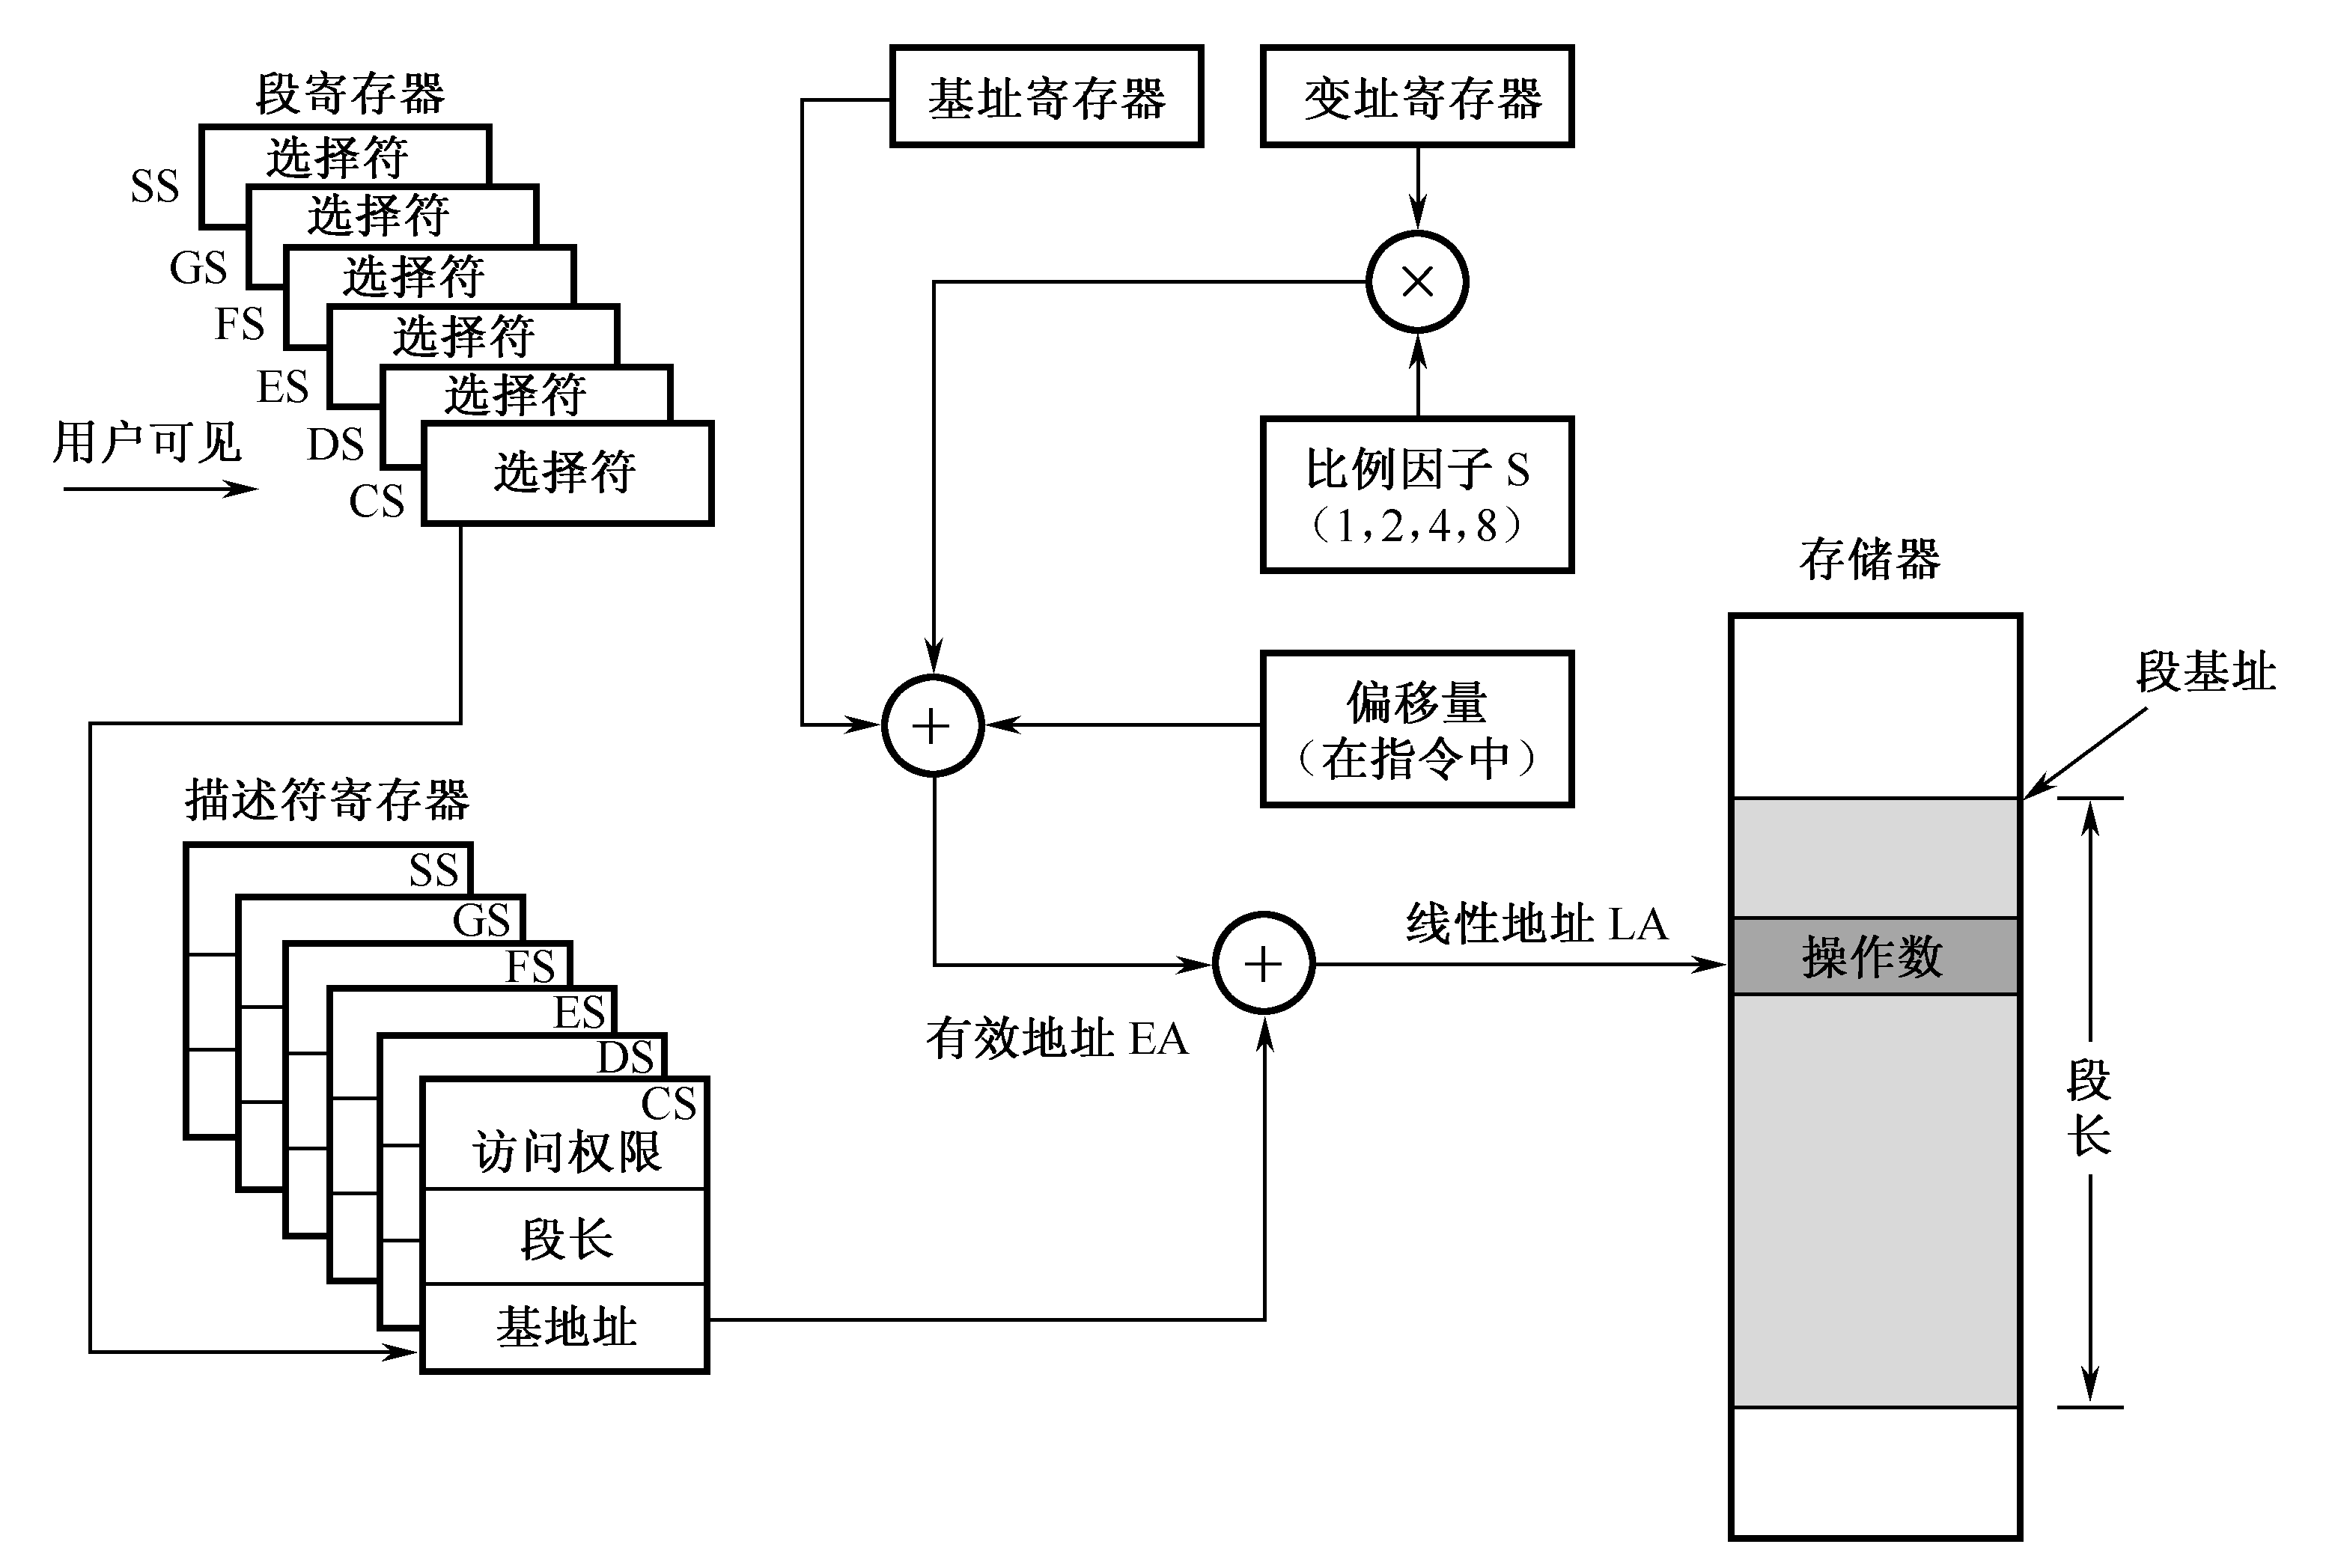 段寄存器
选择符
SS
选择符
GS
选择符
FS
选择符
ES
选择符
DS
选择符
CS
用户可见
基址寄存器
变址寄存器
×
比例因子 S
(1,2,4,8)
+
偏移量
(在指令中)
存储器
段基址
描述符寄存器
SS
GS
FS
ES
DS
CS
访问权限
段长
基地址
有效地址 EA
+
线性地址 LA
操作数
段
长